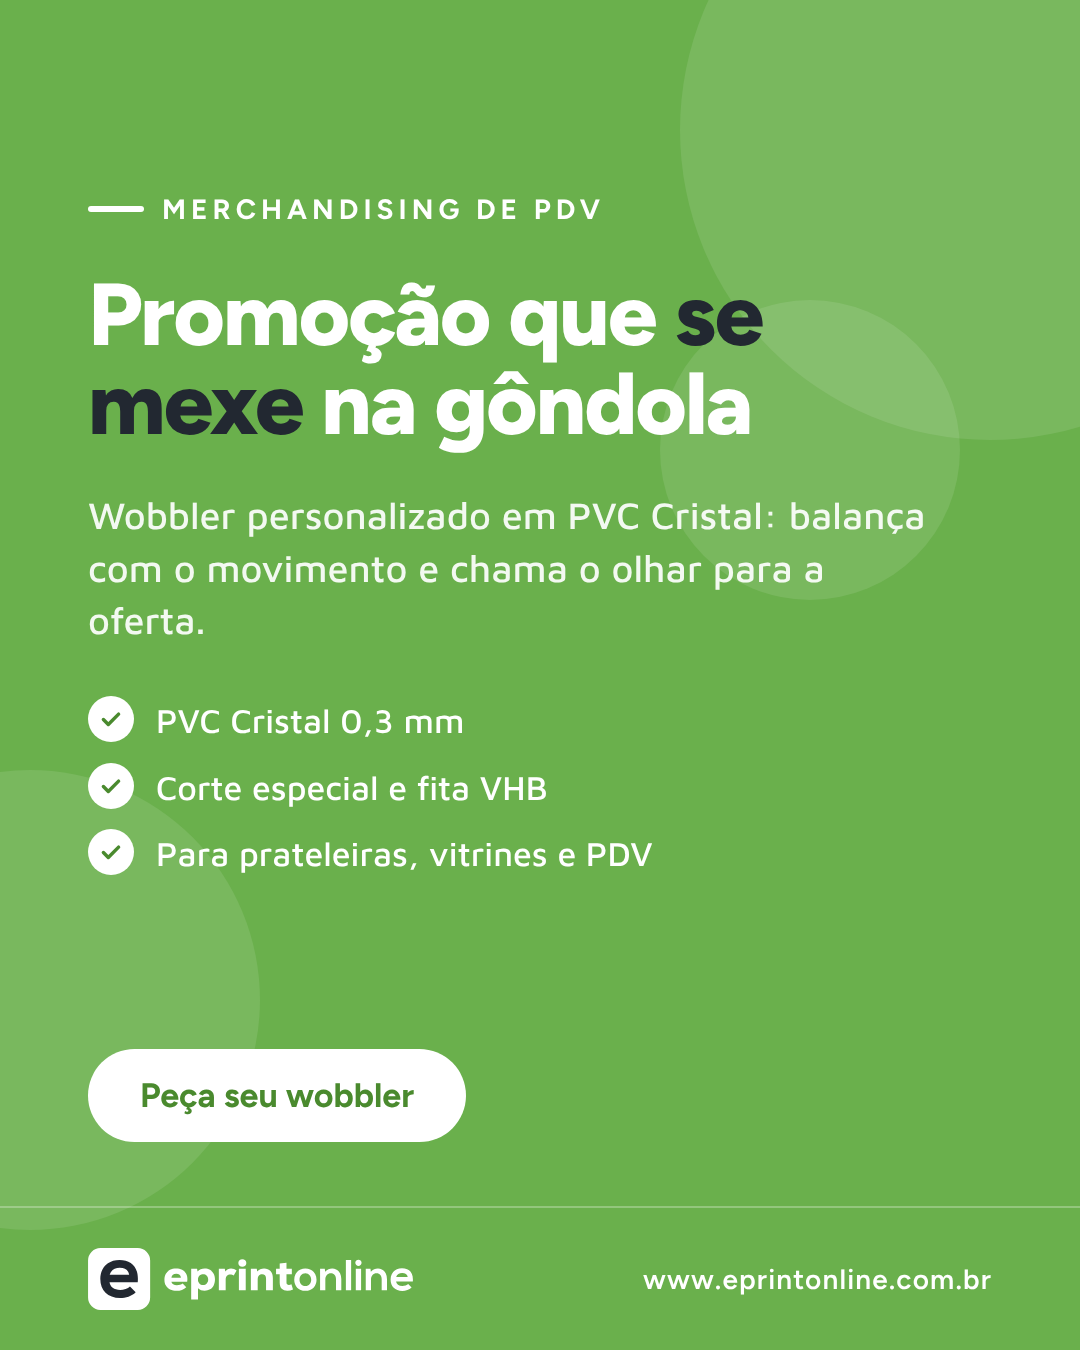 MERCHANDISING DE PDV
Promoção que se
mexe na gôndola
Wobbler personalizado em PVC Cristal: balança
com o movimento e chama o olhar para a
oferta.
PVC Cristal 0,3 mm
Corte especial e fita VHB
Para prateleiras, vitrines e PDV
Peça seu wobbler
e eprintonline
www.eprintonline.com.br